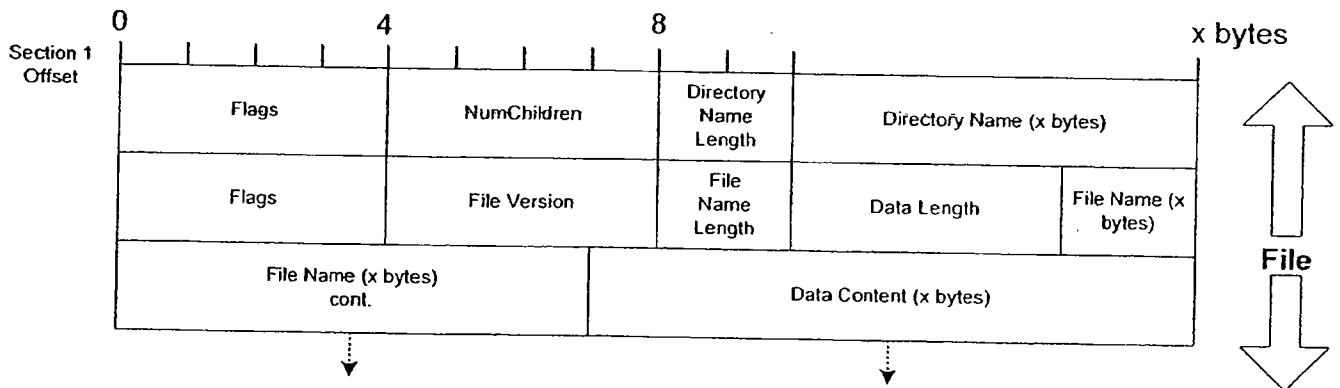 0 4 8 x bytes
Section 1
Offset
Flags
NumChildren
Directory
Name
Length
Directory Name (x bytes)
Flags
File Version
File
Name
Length
Data Length
File Name (x
bytes)
File
File Name (x bytes)
cont.
Data Content (x bytes)